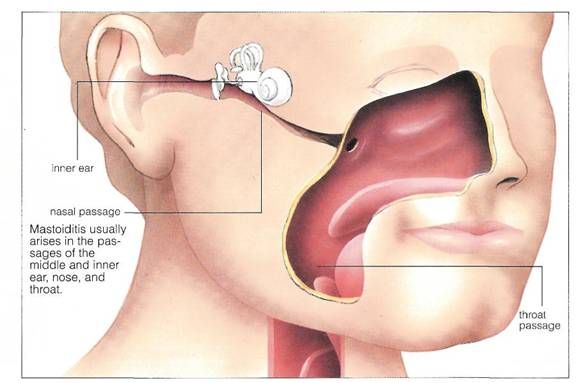 inner ear
nasal passage
Mastoiditis usually
arises in the pas-
sages of the
middle and inner
ear, nose, and
throat.
throat
passage